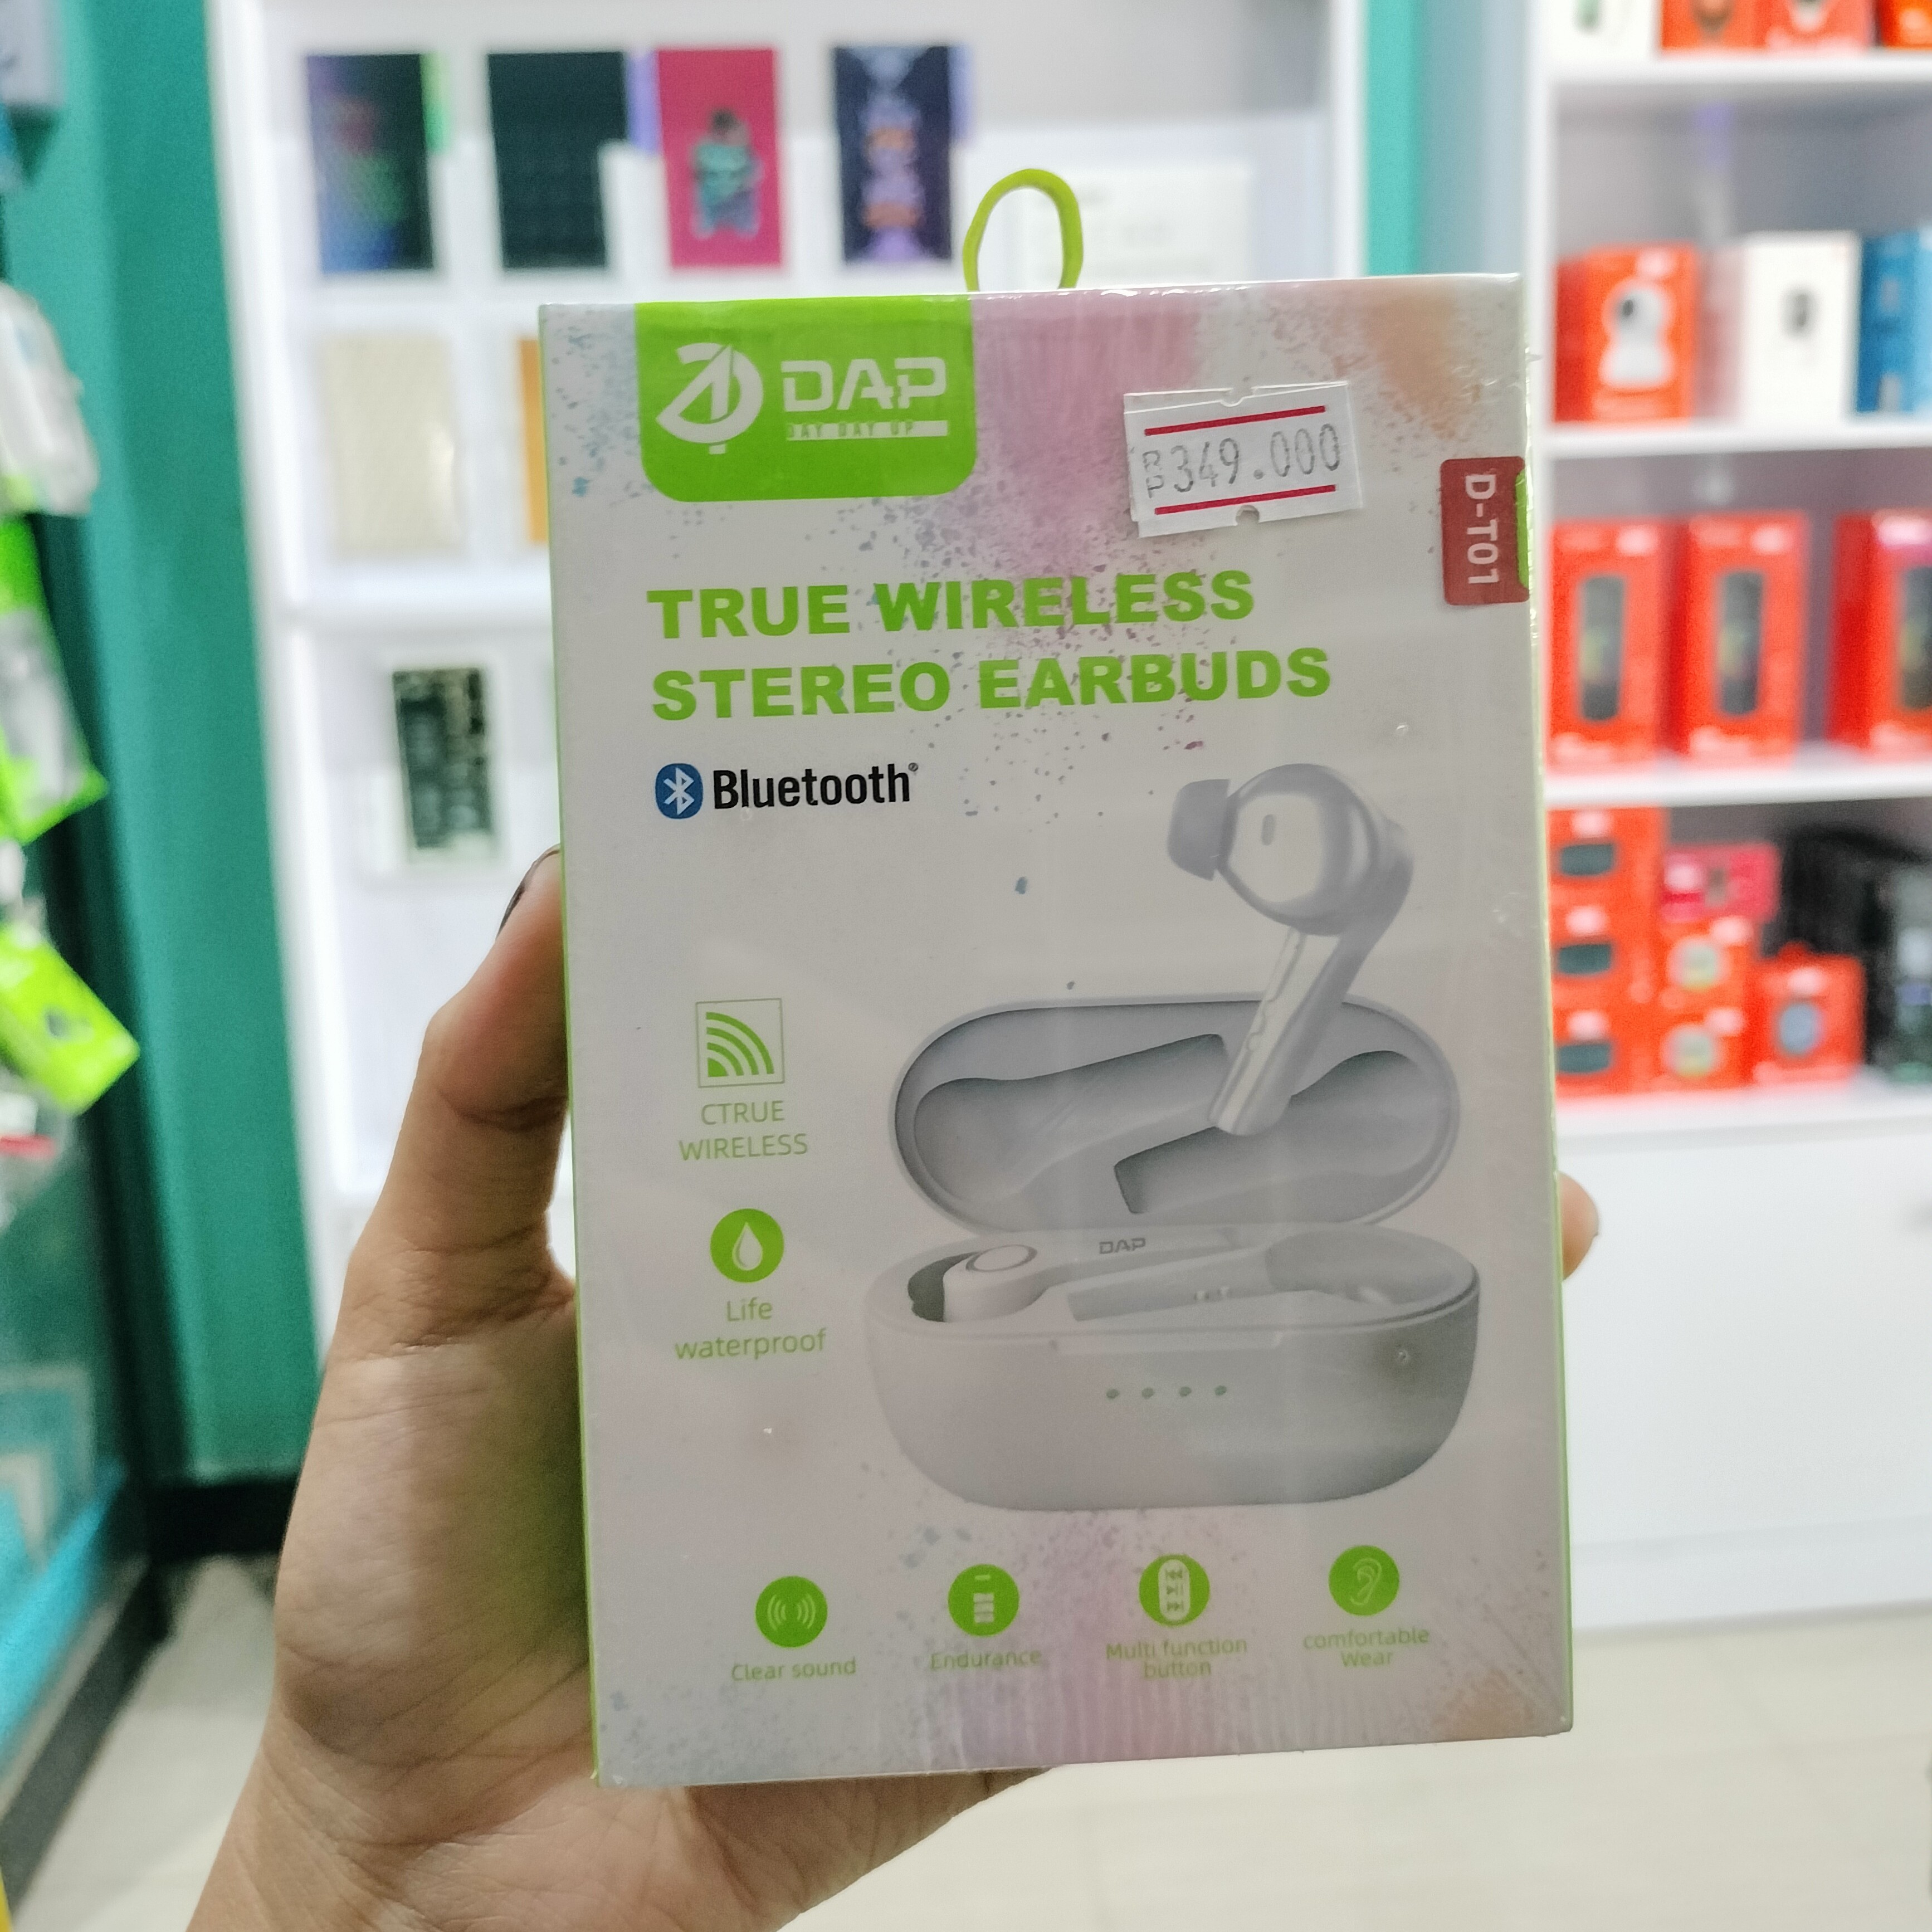 DAP
DAY DAY UP
RP349.000
D-T01
TRUE WIRELESS
STEREO EARBUDS
Bluetooth®
CTRUE
WIRELESS
Life
waterproof
DAP
Clear sound
Endurance
Multi function
button
comfortable
Wear